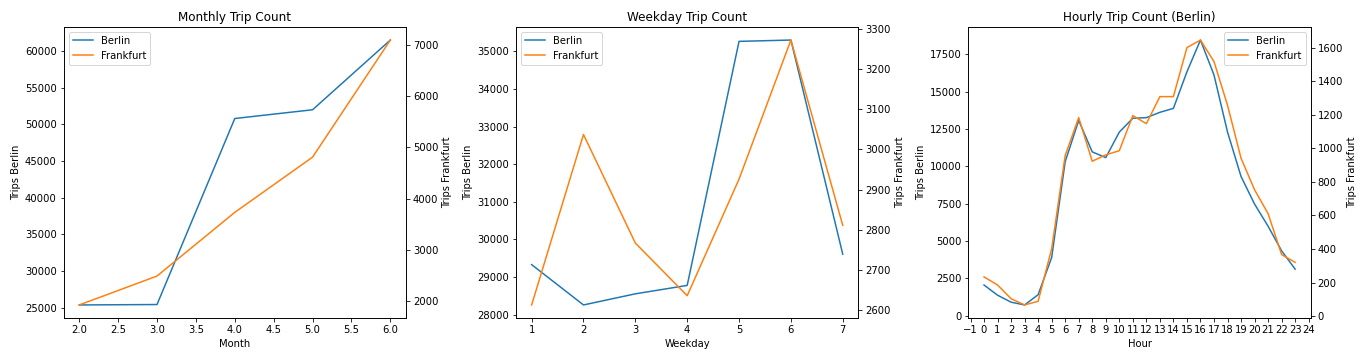 Monthly Trip Count
Berlin
Frankfurt
60000
55000
50000
45000
40000
35000
30000
25000
Trips Berlin
7000
6000
5000
4000
3000
2000
Trips Frankfurt
2.0 2.5 3.0 3.5 4.0 4.5 5.0 5.5 6.0
Month
Weekday Trip Count
Berlin
Frankfurt
35000
34000
33000
32000
31000
30000
29000
28000
Trips Berlin
3300
3200
3100
3000
2900
2800
2700
2600
Trips Frankfurt
1 2 3 4 5 6 7
Weekday
Hourly Trip Count (Berlin)
Berlin
Frankfurt
17500
15000
12500
10000
7500
5000
2500
0
Trips Berlin
1600
1400
1200
1000
800
600
400
200
0
Trips Frankfurt
−1 0 1 2 3 4 5 6 7 8 9 10 11 12 13 14 15 16 17 18 19 20 21 22 23 24
Hour